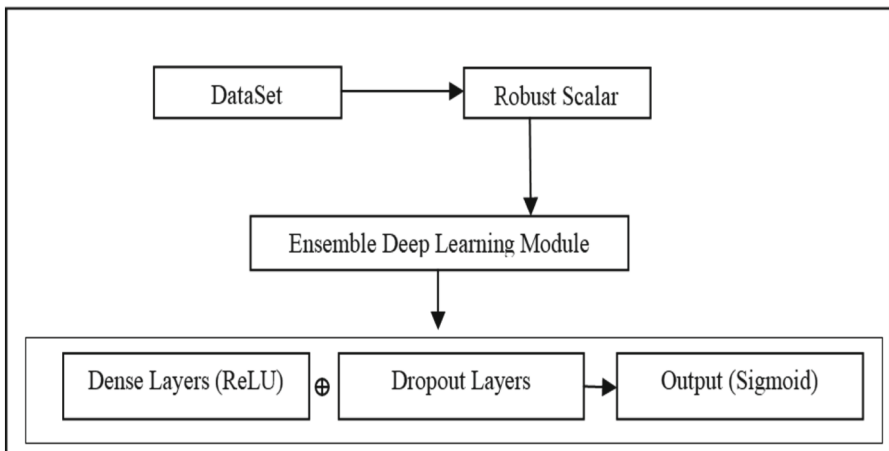 DataSet
Robust Scalar
Ensemble Deep Learning Module
Dense Layers (ReLU) ⊕ Dropout Layers Output (Sigmoid)